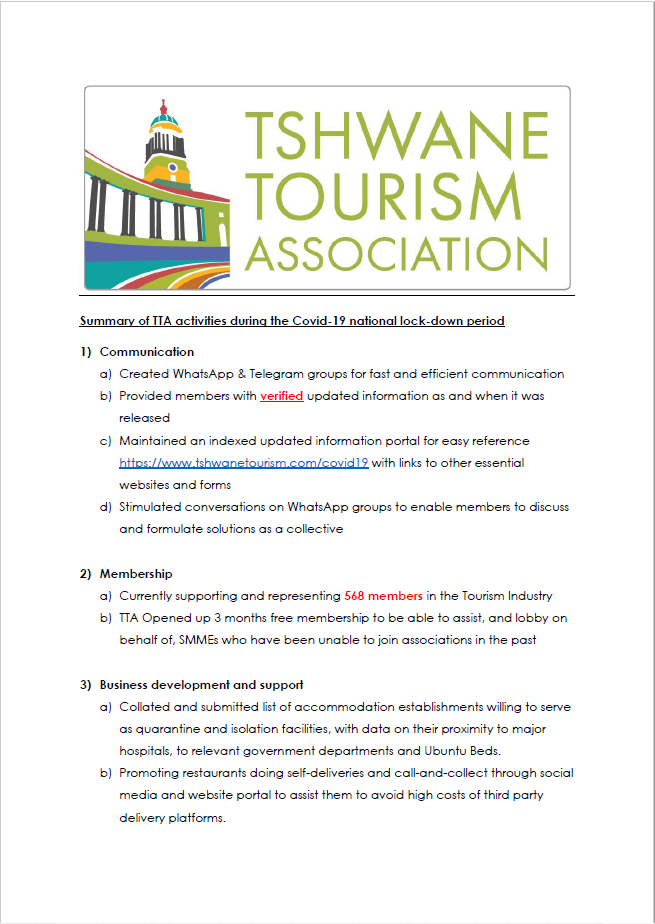 TSHWANE
TOURISM
ASSOCIATION
Summary of TTA activities during the Covid-19 national lock-down period
1) Communication
a) Created WhatsApp & Telegram groups for fast and efficient communication
b) Provided members with verified updated information as and when it was
released
c) Maintained an indexed updated information portal for easy reference
https://www.tshwanetourism.com/covid19 with links to other essential
websites and forms
d) Stimulated conversations on WhatsApp groups to enable members to discuss
and formulate solutions as a collective
2) Membership
a) Currently supporting and representing 568 members in the Tourism Industry
b) TTA Opened up 3 months free membership to be able to assist, and lobby on
behalf of, SMMEs who have been unable to join associations in the past
3) Business development and support
a) Collated and submitted list of accommodation establishments willing to serve
as quarantine and isolation facilities, with data on their proximity to major
hospitals, to relevant government departments and Ubuntu Beds.
b) Promoting restaurants doing self-deliveries and call-and-collect through social
media and website portal to assist them to avoid high costs of third party
delivery platforms.